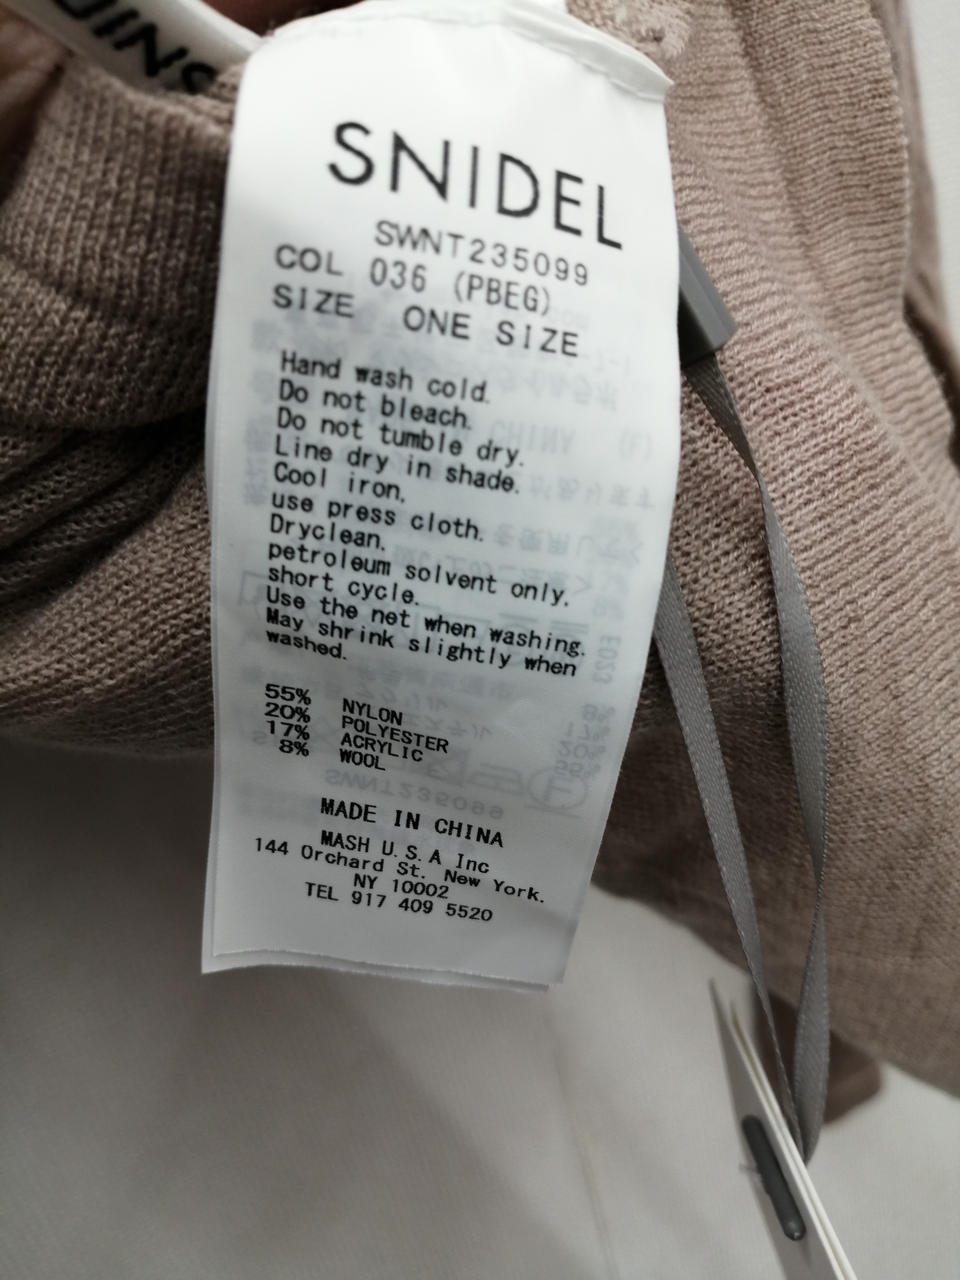 SNIDEL
SWNT235099
COL 036 (PBEG)
SIZE ONE SIZE
Hand wash cold.
Do not bleach.
Do not tumble dry.
Line dry in shade.
Cool iron.
use press cloth.
Dryclean.
petroleum solvent only.
short cycle.
Use the net when washing.
May shrink slightly when
washed.
55% NYLON
20% POLYESTER
17% ACRYLIC
8% WOOL
MADE IN CHINA
MASH U.S.A Inc
144 Orchard St. New York.
NY 10002
TEL 917 409 5520